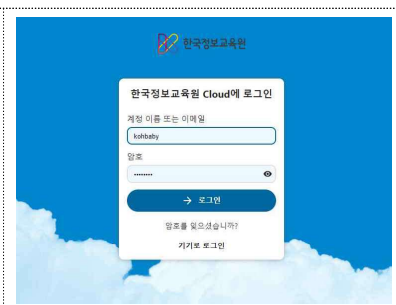 한국정보교육원
한국정보교육원 Cloud에 로그인
계정 이름 또는 이메일
kohbaby
암호
••••••••
→ 로그인
암호를 잊으셨습니까?
기기로 로그인